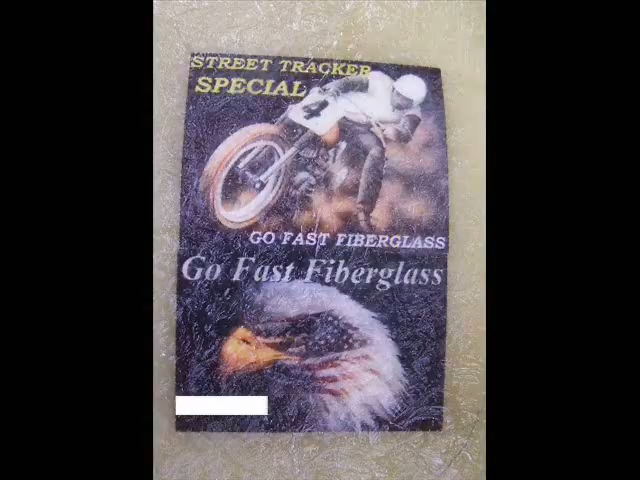 STREET TRACKER
SPECIAL
4
GO FAST FIBERGLASS
Go Fast Fiberglass